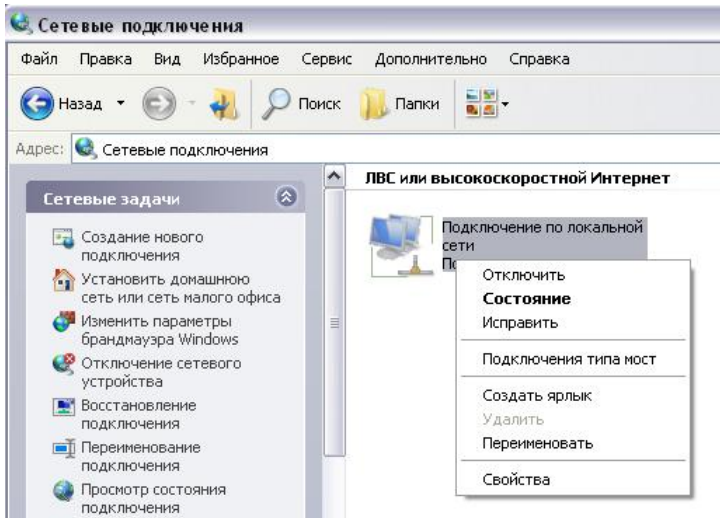 Сетевые подключения
Файл Правка Вид Избранное Сервис Дополнительно Справка
Назад Поиск Папки
Адрес: Сетевые подключения
Сетевые задачи
Создание нового
подключения
Установить домашнюю
сеть или сеть малого офиса
Изменить параметры
брандмауэра Windows
Отключение сетевого
устройства
Восстановление
подключения
Переименование
подключения
Просмотр состояния
подключения
ЛВС или высокоскоростной Интернет
Подключение по локальной
сети
Отключить
Состояние
Исправить
Подключения типа мост
Создать ярлык
Удалить
Переименовать
Свойства